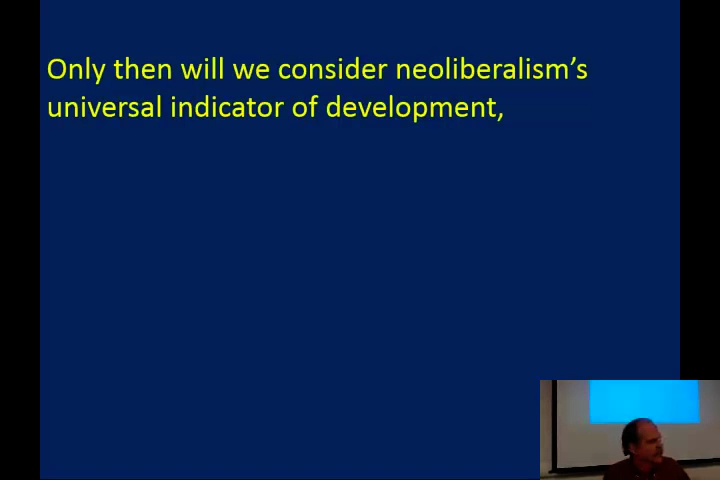 Only then will we consider neoliberalism’s
universal indicator of development,